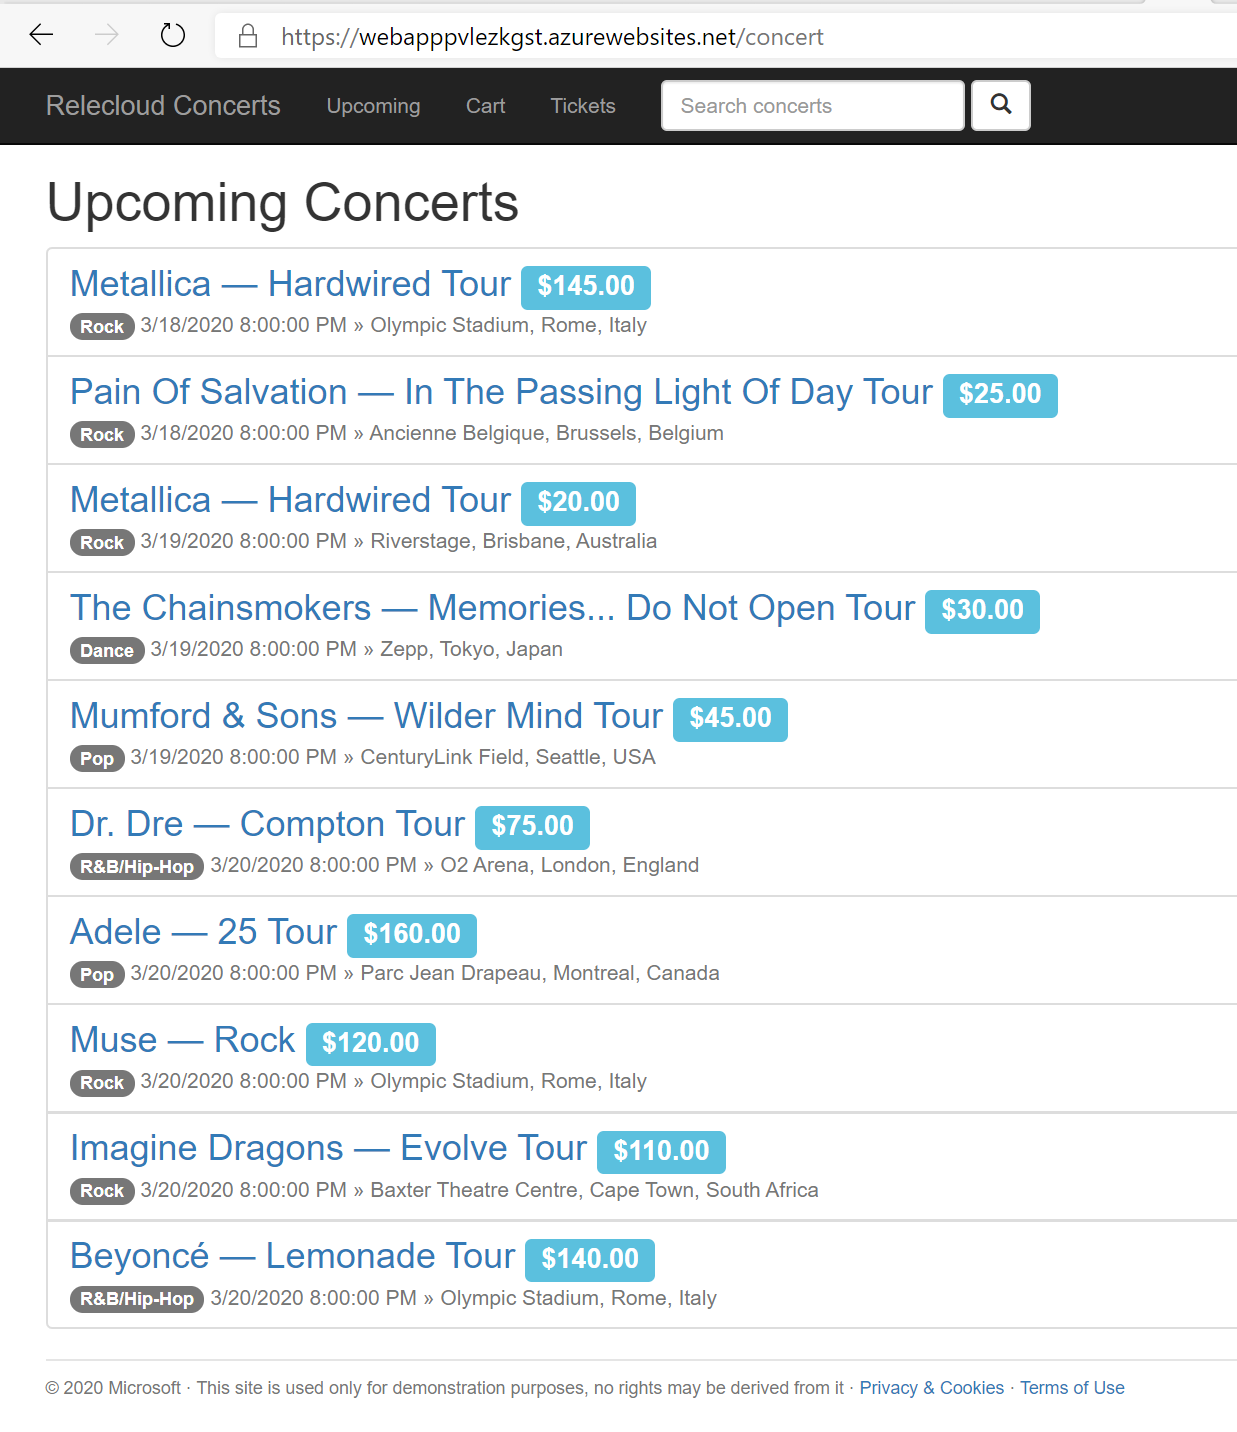 https://webapppvlezkgst.azurewebsites.net/concert
Relecloud Concerts Upcoming Cart Tickets Search concerts
Upcoming Concerts
Metallica — Hardwired Tour $145.00
Rock 3/18/2020 8:00:00 PM » Olympic Stadium, Rome, Italy
Pain Of Salvation — In The Passing Light Of Day Tour $25.00
Rock 3/18/2020 8:00:00 PM » Ancienne Belgique, Brussels, Belgium
Metallica — Hardwired Tour $20.00
Rock 3/19/2020 8:00:00 PM » Riverstage, Brisbane, Australia
The Chainsmokers — Memories... Do Not Open Tour $30.00
Dance 3/19/2020 8:00:00 PM » Zepp, Tokyo, Japan
Mumford & Sons — Wilder Mind Tour $45.00
Pop 3/19/2020 8:00:00 PM » CenturyLink Field, Seattle, USA
Dr. Dre — Compton Tour $75.00
R&B/Hip-Hop 3/20/2020 8:00:00 PM » O2 Arena, London, England
Adele — 25 Tour $160.00
Pop 3/20/2020 8:00:00 PM » Parc Jean Drapeau, Montreal, Canada
Muse — Rock $120.00
Rock 3/20/2020 8:00:00 PM » Olympic Stadium, Rome, Italy
Imagine Dragons — Evolve Tour $110.00
Rock 3/20/2020 8:00:00 PM » Baxter Theatre Centre, Cape Town, South Africa
Beyoncé — Lemonade Tour $140.00
R&B/Hip-Hop 3/20/2020 8:00:00 PM » Olympic Stadium, Rome, Italy
© 2020 Microsoft · This site is used only for demonstration purposes, no rights may be derived from it · Privacy & Cookies · Terms of Use